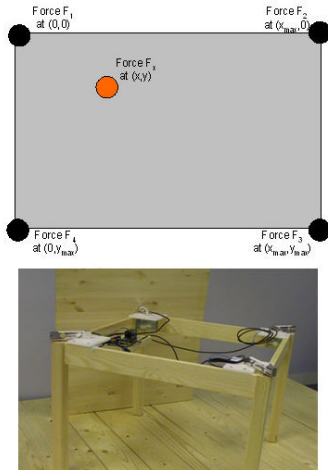 Force F₁
at (0,0)
Force F₂
at (xₘₐₓ,0)
Force Fₓ
at (x,y)
Force F₄
at (0,yₘₐₓ)
Force F₃
at (xₘₐₓ,yₘₐₓ)